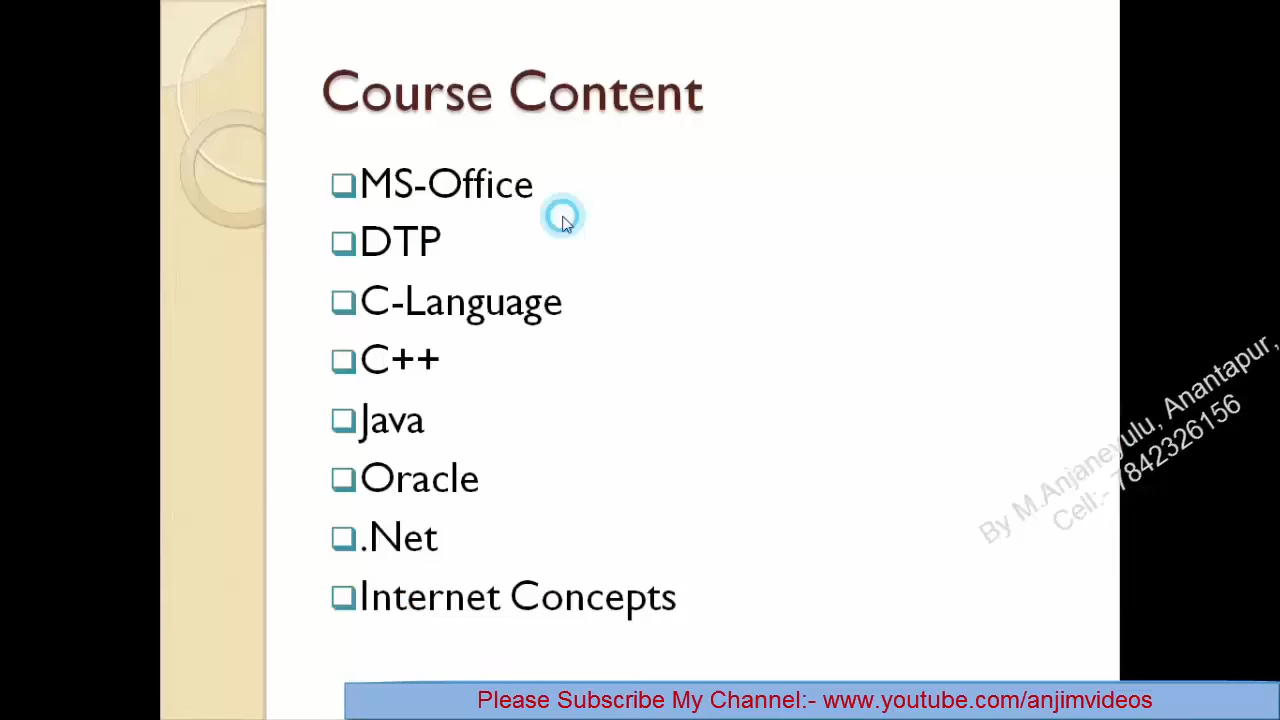 Course Content
MS-Office
DTP
C-Language
C++
Java
Oracle
.Net
Internet Concepts
By M.Anjaneyulu, Anantapur,
Cell:- 7842326156
Please Subscribe My Channel:- www.youtube.com/anjimvideos